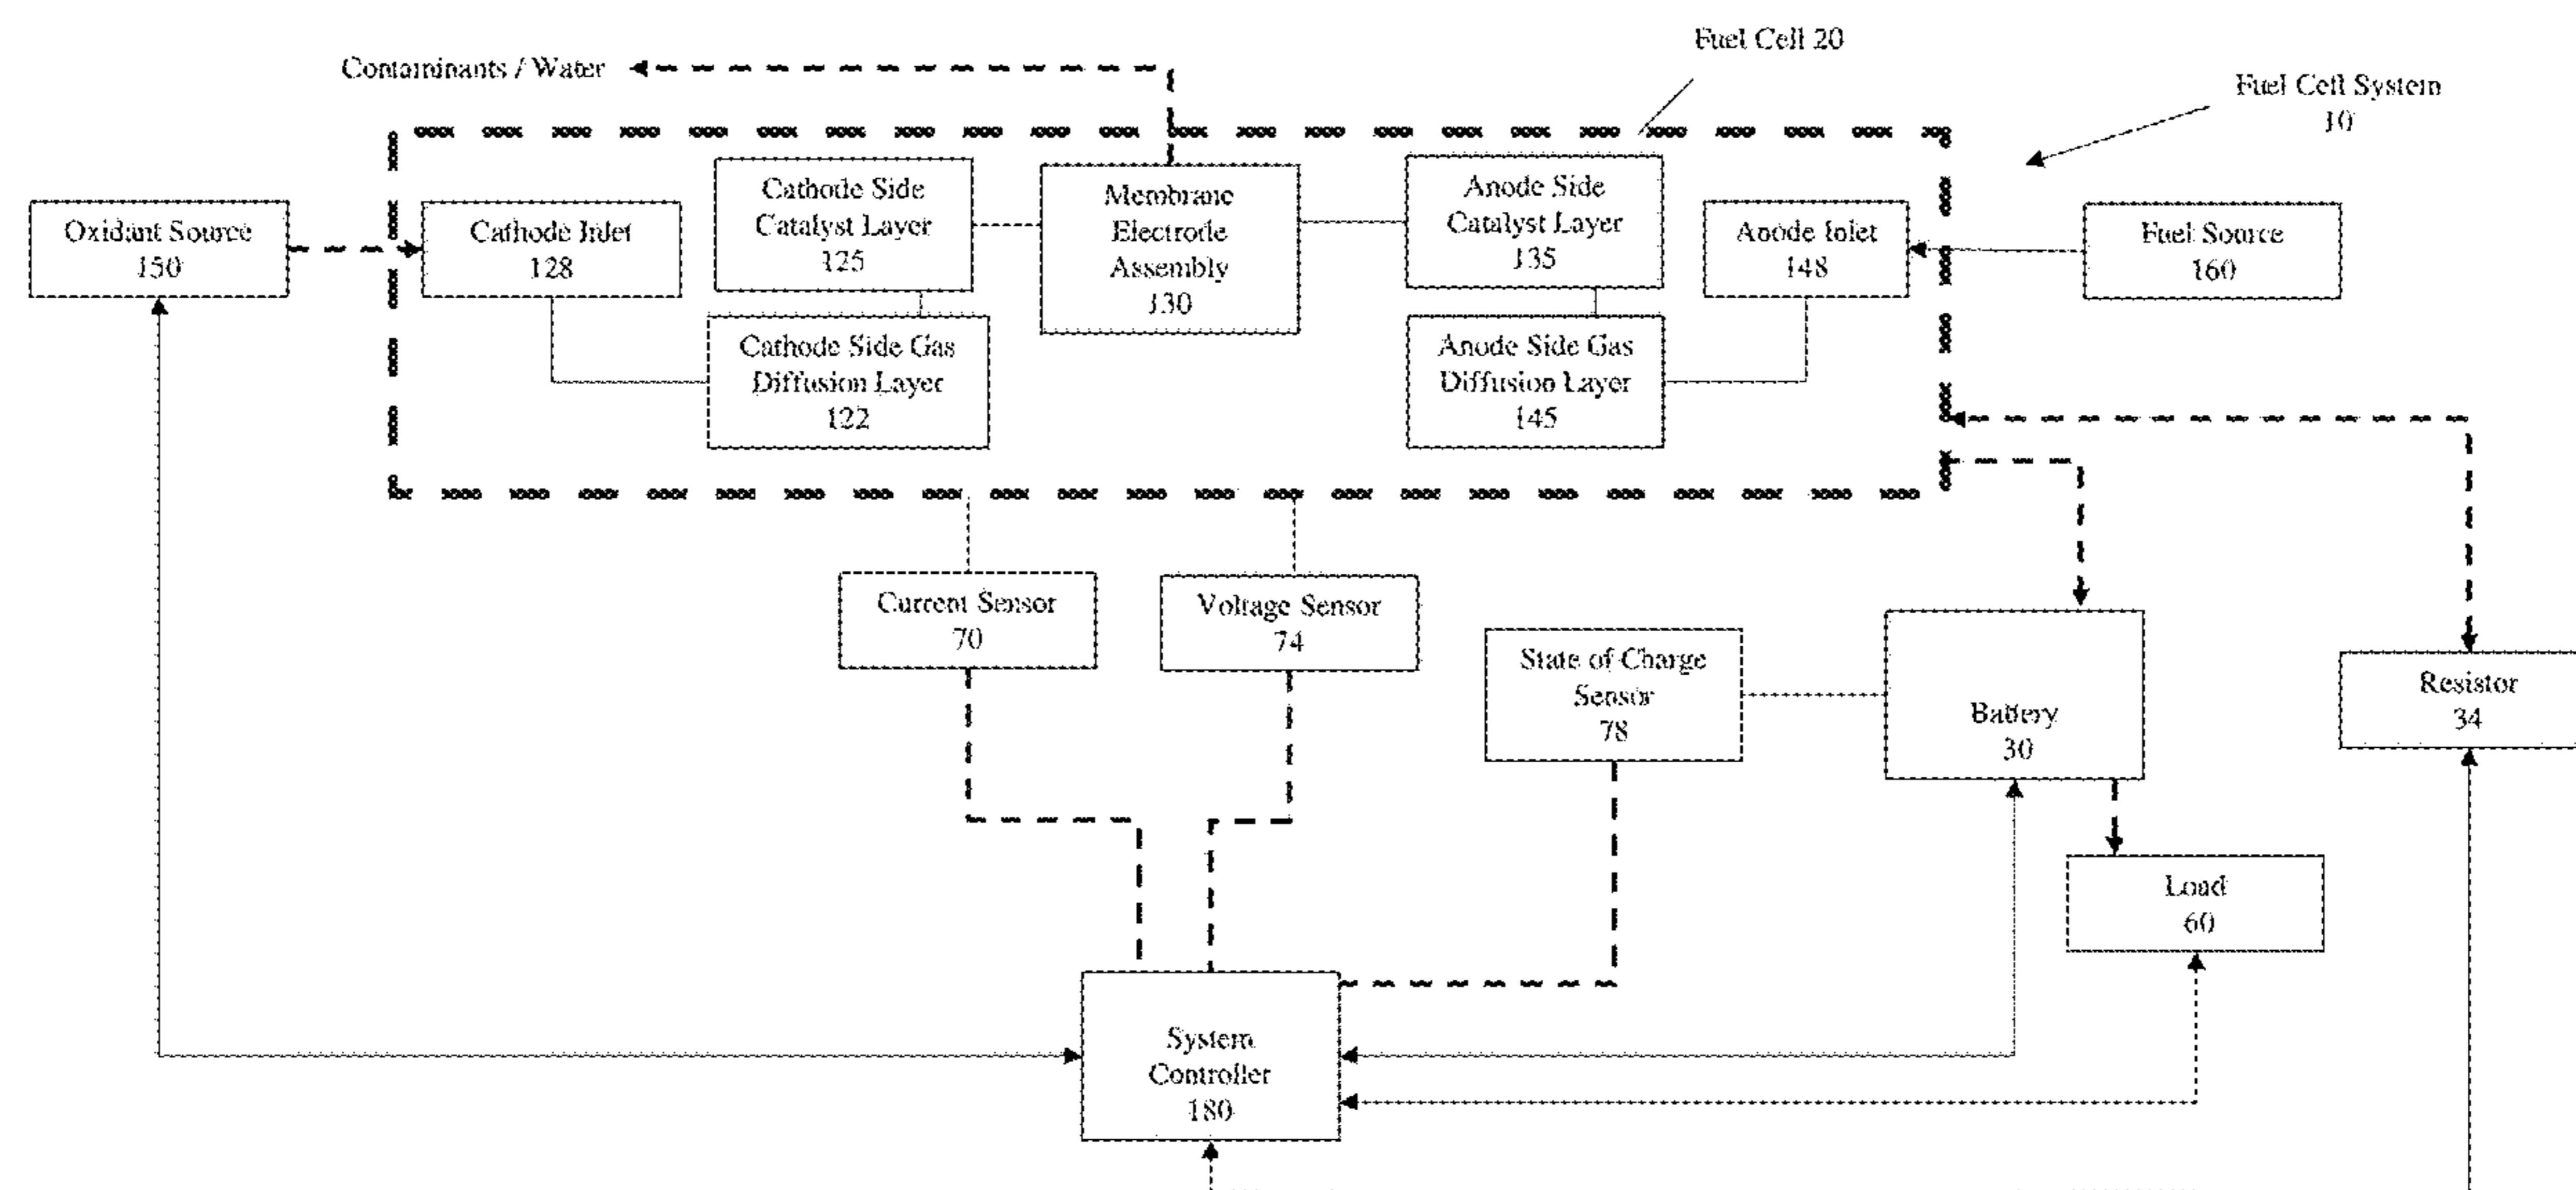 Fuel Cell 20
Contaminants / Water
Fuel Cell System
10
Oxidant Source
150
Cathode Inlet
128
Cathode Side
Catalyst Layer
125
Membrane
Electrode
Assembly
130
Anode Side
Catalyst Layer
135
Anode Inlet
148
Fuel Source
160
Cathode Side Gas
Diffusion Layer
122
Anode Side Gas
Diffusion Layer
145
Current Sensor
70
Voltage Sensor
74
State of Charge
Sensor
78
Battery
30
Resistor
34
Load
60
System
Controller
180